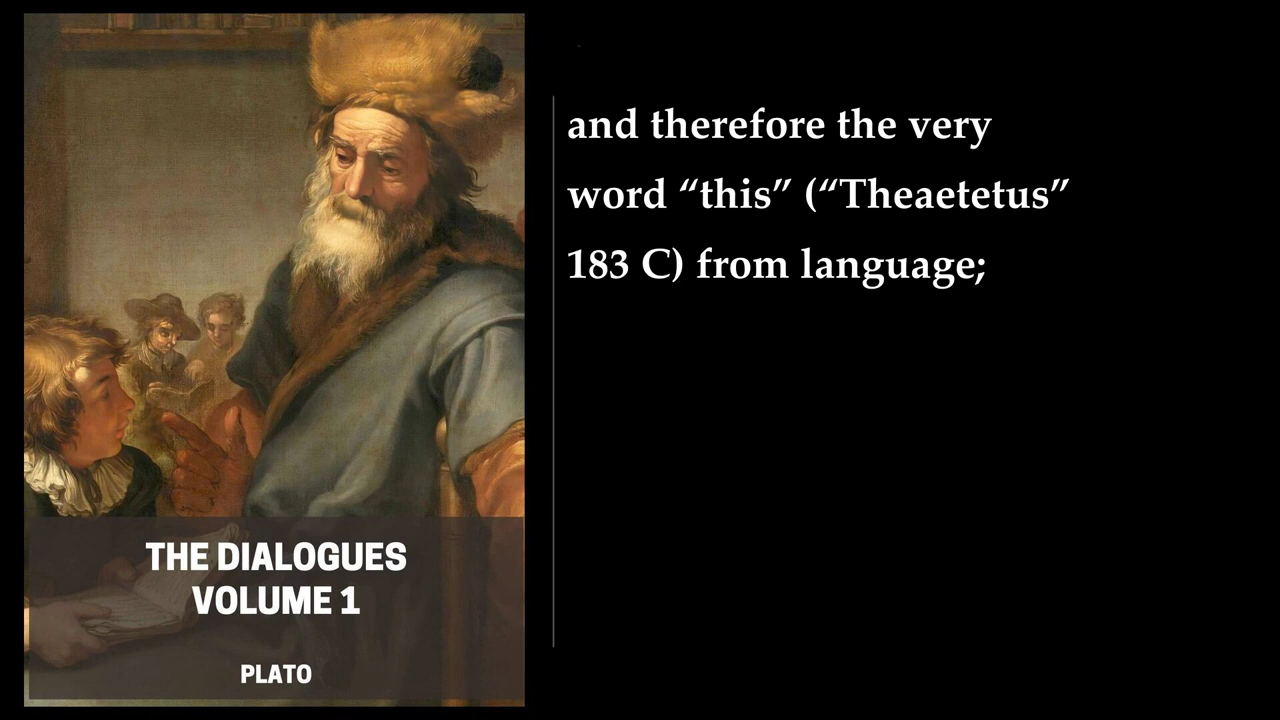 and therefore the very
word “this” (“Theaetetus”
183 C) from language;
THE DIALOGUES
VOLUME 1
PLATO